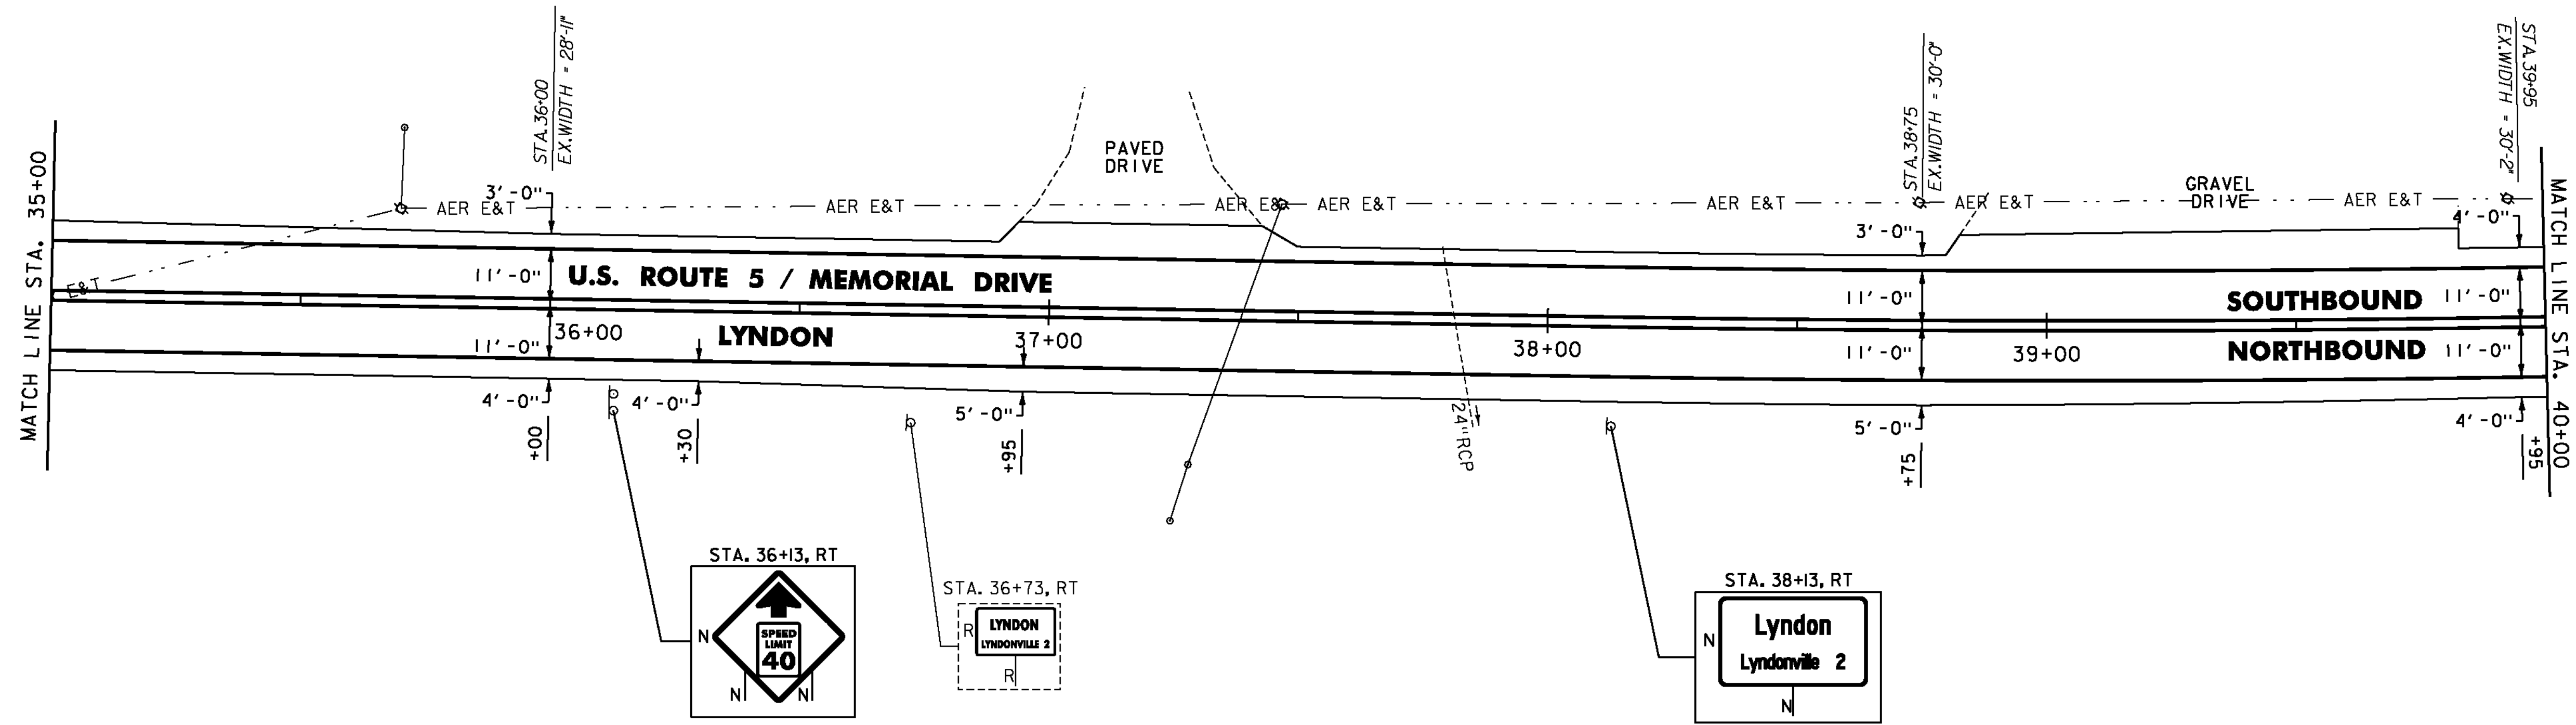 MATCH LINE STA. 35+00
STA. 36+00
EX.WIDTH = 28'-11"
STA. 38+75
EX.WIDTH = 30'-0"
STA. 39+95
EX.WIDTH = 30'-2"
MATCH LINE STA. 40+00
PAVED
DRIVE
GRAVEL
DRIVE
3'-0"
AER E&T
AER E&T
AER E&T
AER E&T
AER E&T
AER E&T
AER E&T
E&T
3'-0"
4'-0"
11'-0"
U.S. ROUTE 5 / MEMORIAL DRIVE
11'-0"
SOUTHBOUND
11'-0"
11'-0"
36+00
LYNDON
37+00
38+00
11'-0"
39+00
NORTHBOUND
11'-0"
4'-0"
4'-0"
5'-0"
24" RCP
5'-0"
4'-0"
+00
+30
+95
+75
+95
STA. 36+13, RT
N
SPEED
LIMIT
40
N
N
STA. 36+73, RT
R
LYNDON
LYNDONVILLE 2
R
STA. 38+13, RT
N
Lyndon
Lyndonville 2
N